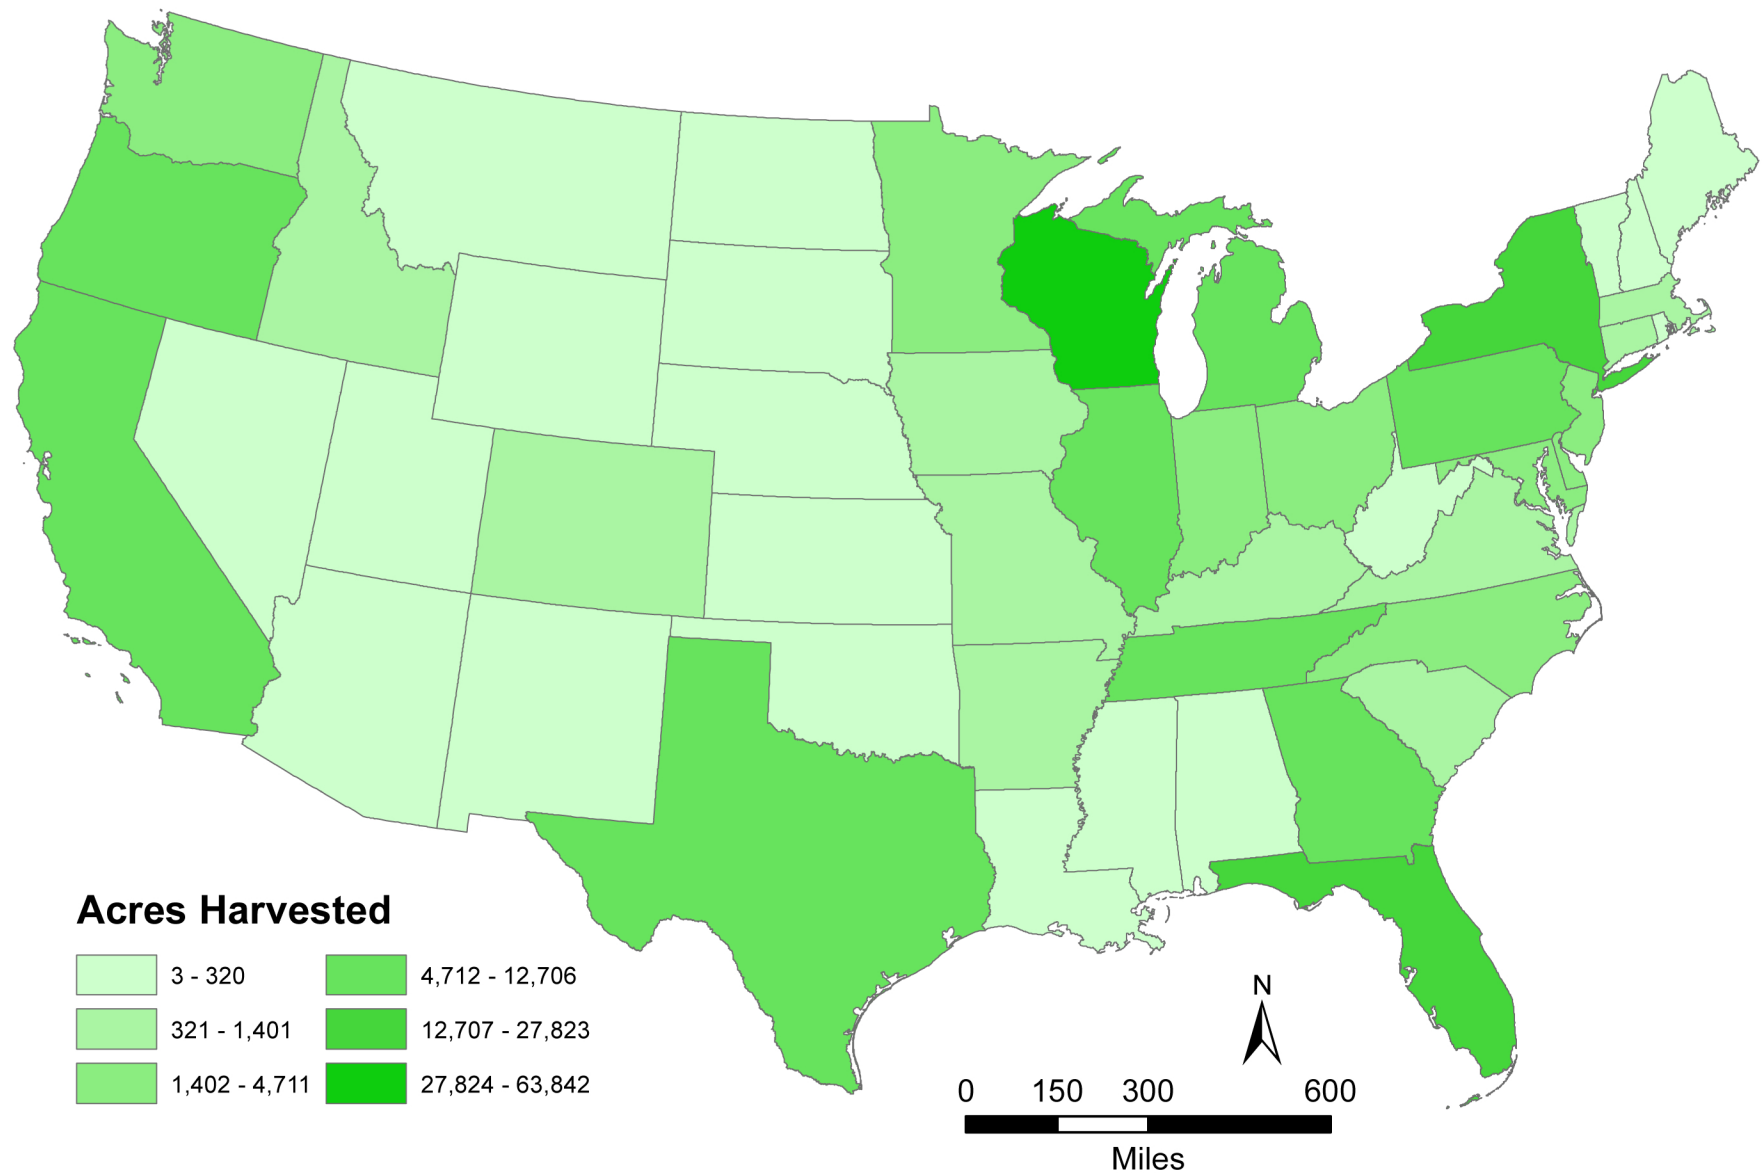 Acres Harvested
3 - 320
321 - 1,401
1,402 - 4,711
4,712 - 12,706
12,707 - 27,823
27,824 - 63,842
N
0 150 300 600
Miles